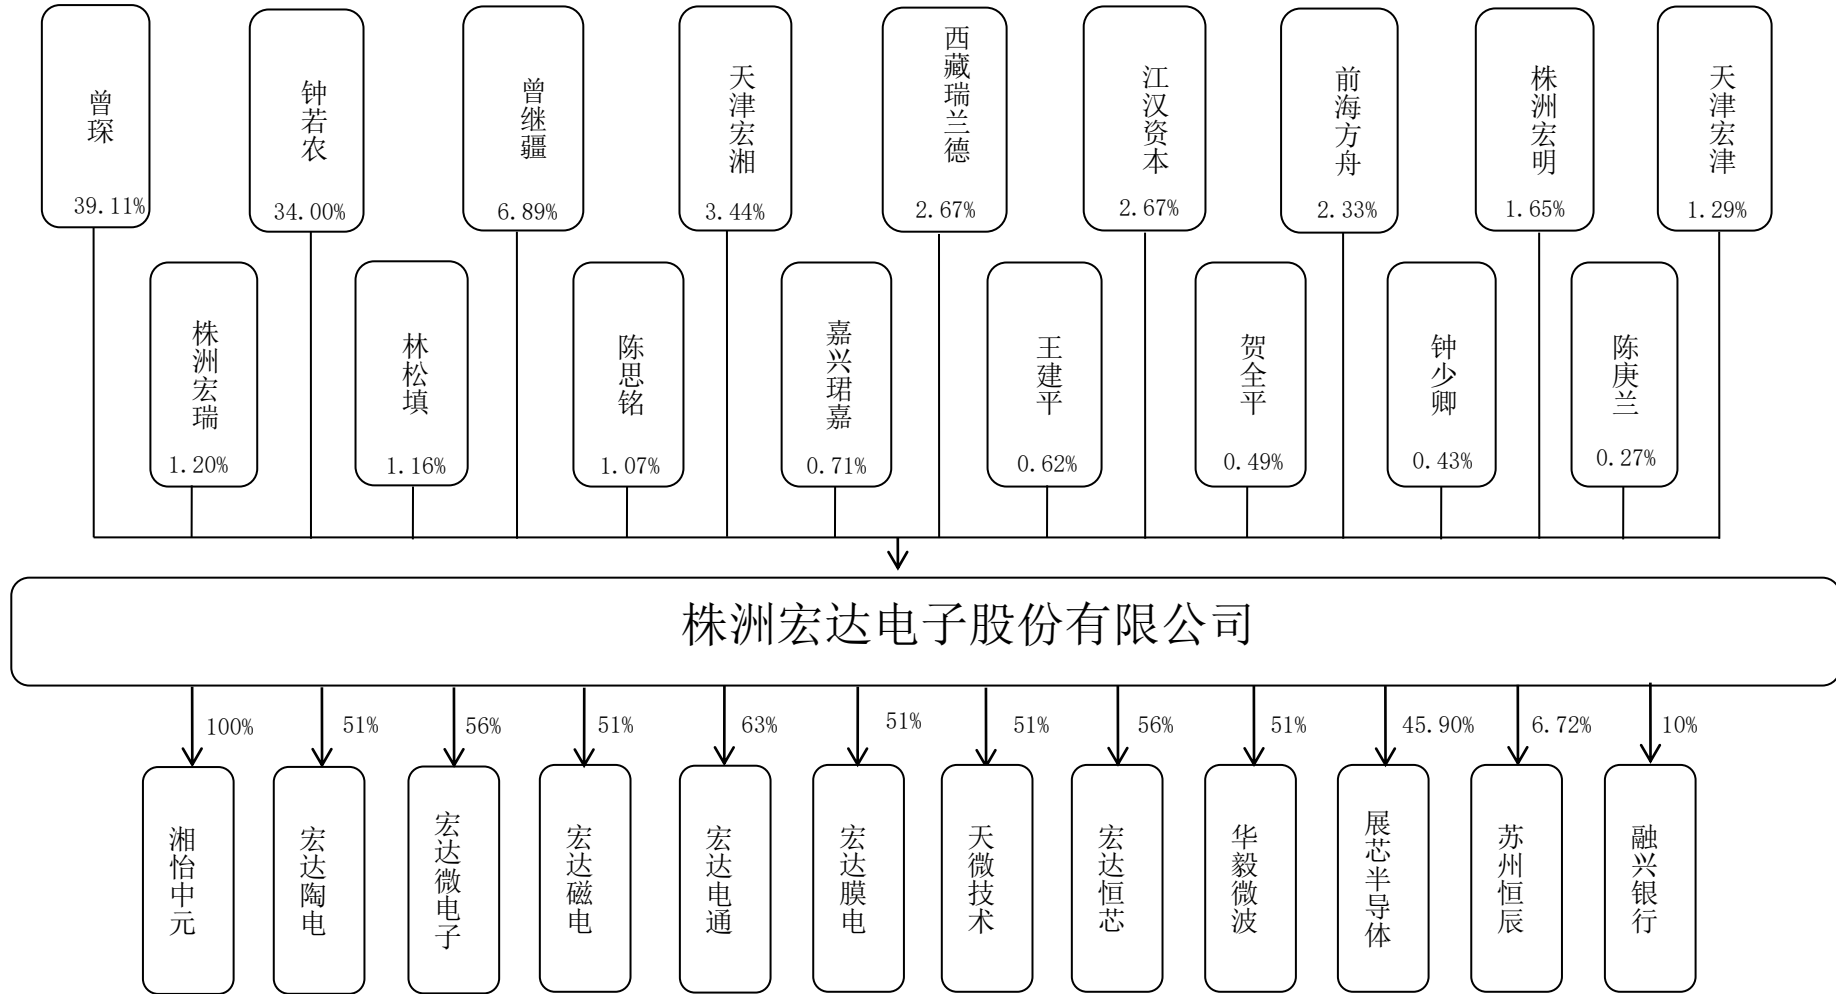 曾琛
39.11%
钟若农
34.00%
曾继疆
6.89%
天津宏湘
3.44%
西藏瑞兰德
2.67%
江汉资本
2.67%
前海方舟
2.33%
株洲宏明
1.65%
天津宏津
1.29%
株洲宏瑞
1.20%
林松填
1.16%
陈思铭
1.07%
嘉兴珺嘉
0.71%
王建平
0.62%
贺全平
0.49%
钟少卿
0.43%
陈庚兰
0.27%
株洲宏达电子股份有限公司
100%
51%
56%
51%
63%
51%
51%
56%
51%
45.90%
6.72%
10%
湘怡中元
宏达陶电
宏达微电子
宏达磁电
宏达电通
宏达膜电
天微技术
宏达恒芯
华毅微波
展芯半导体
苏州恒辰
融兴银行